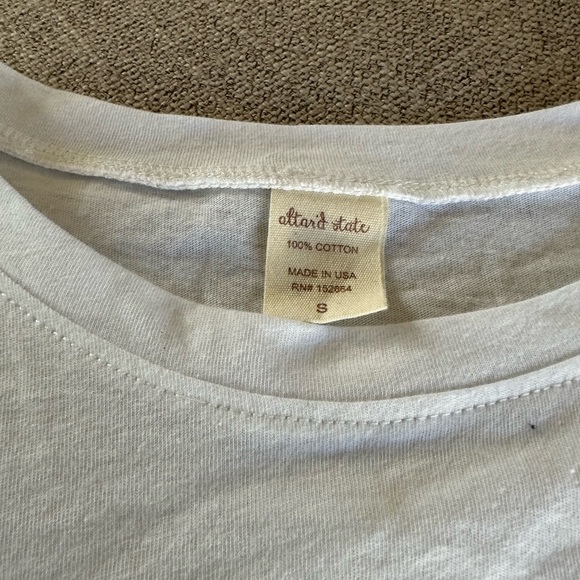 altar'd state
100% COTTON
MADE IN USA
RN# 152664
S